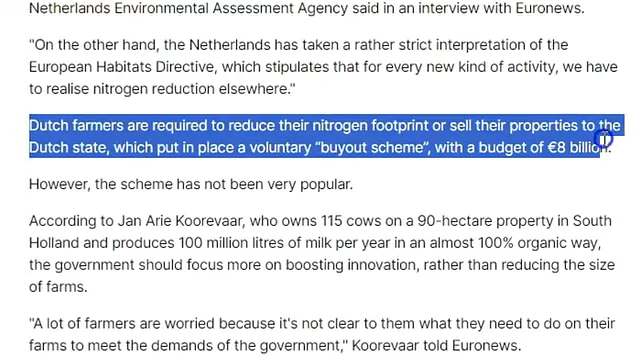 Netherlands Environmental Assessment Agency said in an interview with Euronews.
"On the other hand, the Netherlands has taken a rather strict interpretation of the
European Habitats Directive, which stipulates that for every new kind of activity, we have
to realise nitrogen reduction elsewhere."
Dutch farmers are required to reduce their nitrogen footprint or sell their properties to the
Dutch state, which put in place a voluntary “buyout scheme”, with a budget of €8 billion.
However, the scheme has not been very popular.
According to Jan Arie Koorevaar, who owns 115 cows on a 90-hectare property in South
Holland and produces 100 million litres of milk per year in an almost 100% organic way,
the government should focus more on boosting innovation, rather than reducing the size
of farms.
"A lot of farmers are worried because it's not clear to them what they need to do on their
farms to meet the demands of the government," Koorevaar told Euronews.